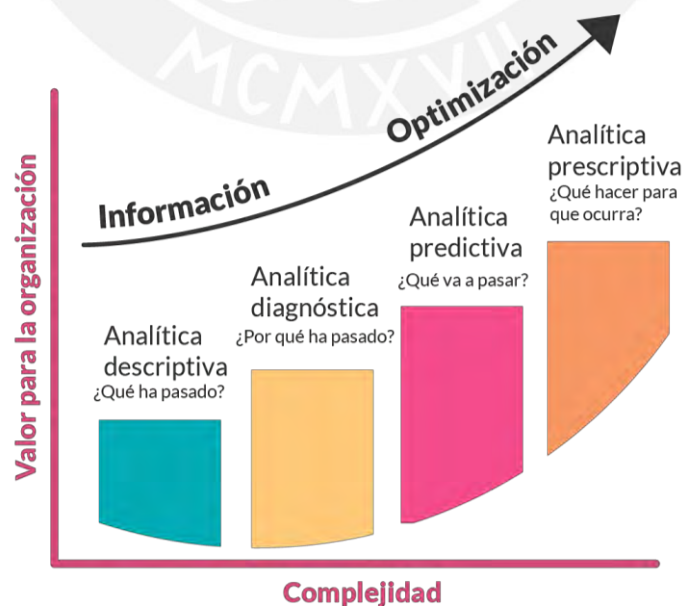 MCMXVII
Optimización
Información
Analítica
prescriptiva
¿Qué hacer para
que ocurra?
Analítica
predictiva
¿Qué va a pasar?
Analítica
diagnóstica
¿Por qué ha pasado?
Analítica
descriptiva
¿Qué ha pasado?
Valor para la organización
Complejidad